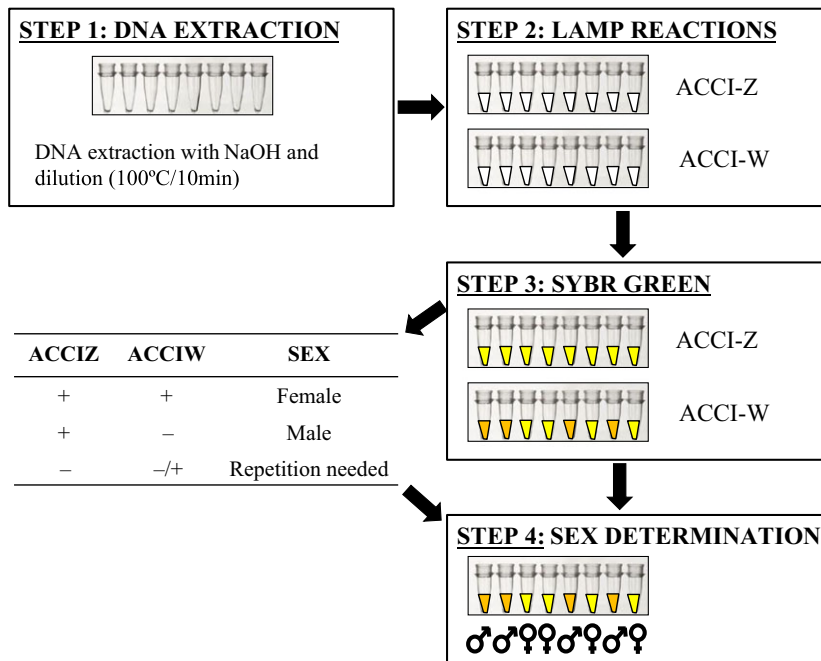 STEP 1: DNA EXTRACTION
DNA extraction with NaOH and
dilution (100ºC/10min)
STEP 2: LAMP REACTIONS
ACCI-Z
ACCI-W
STEP 3: SYBR GREEN
ACCI-Z
ACCI-W
ACCIZ ACCIW SEX
+ + Female
+ – Male
– –/+ Repetition needed
STEP 4: SEX DETERMINATION
♂♂♀♀♂♀♂♀